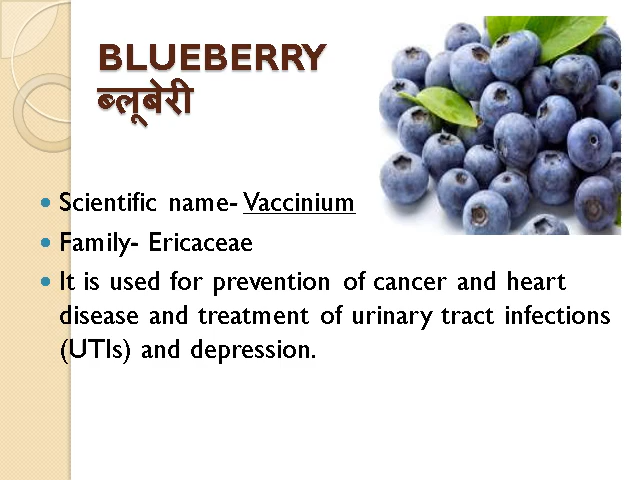 BLUEBERRY
ब्लूबेरी
Scientific name- Vaccinium
Family- Ericaceae
It is used for prevention of cancer and heart
disease and treatment of urinary tract infections
(UTIs) and depression.